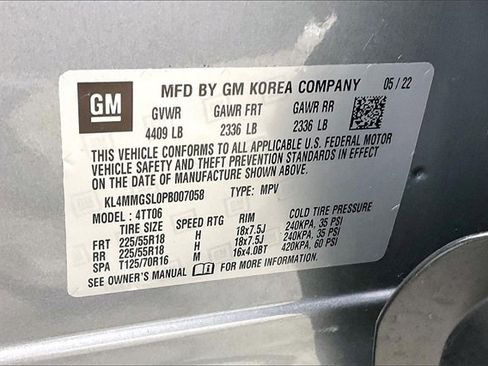 GM MFD BY GM KOREA COMPANY 05/22
GVWR GAWR FRT GAWR RR
4409 LB 2336 LB 2336 LB
THIS VEHICLE CONFORMS TO ALL APPLICABLE U.S. FEDERAL MOTOR
VEHICLE SAFETY AND THEFT PREVENTION STANDARDS IN EFFECT
ON THE DATE OF MANUFACTURE SHOWN ABOVE.
KL4MMGSL0PB007058 TYPE: MPV
MODEL: 4TT06
TIRE SIZE SPEED RTG RIM COLD TIRE PRESSURE
FRT 225/55R18 H 18x7.5J 240KPA, 35 PSI
RR 225/55R18 H 18x7.5J 240KPA, 35 PSI
SPA T125/70R16 M 16x4.0BT 420KPA, 60 PSI
SEE OWNER'S MANUAL FOR MORE INFORMATION.